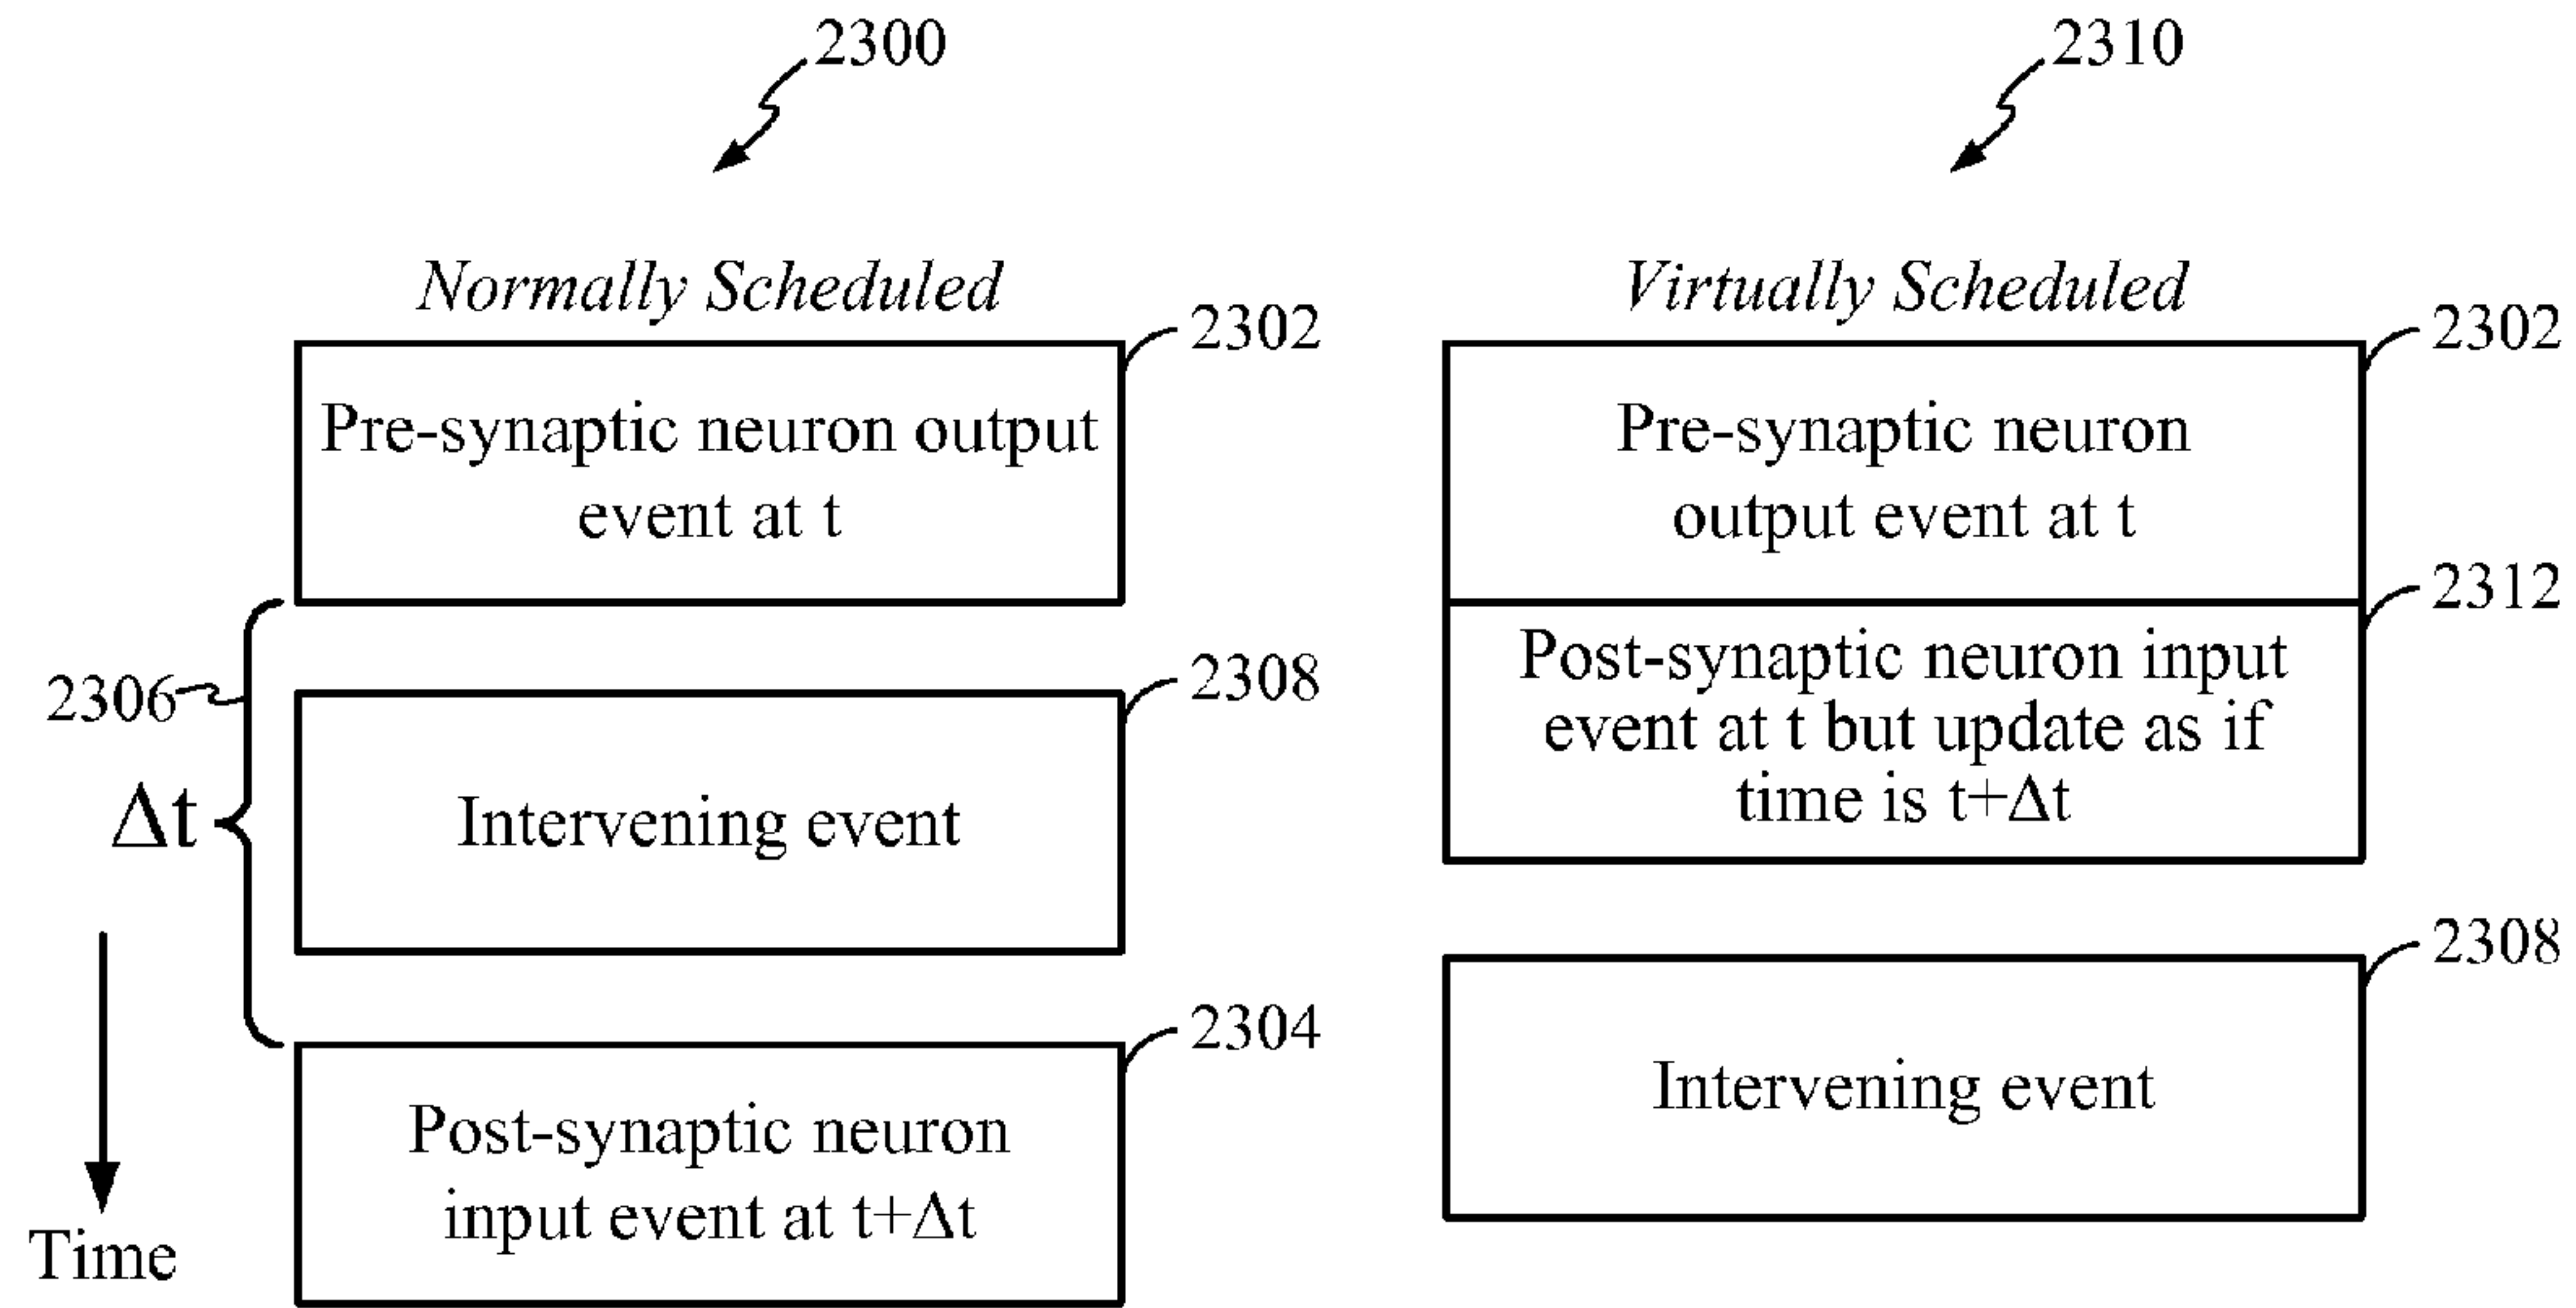 2300
2310
Normally Scheduled
Virtually Scheduled
2302
Pre-synaptic neuron output
event at t
2306
Δt
2308
Intervening event
2304
Post-synaptic neuron
input event at t+Δt
Time
2302
Pre-synaptic neuron
output event at t
2312
Post-synaptic neuron input
event at t but update as if
time is t+Δt
2308
Intervening event